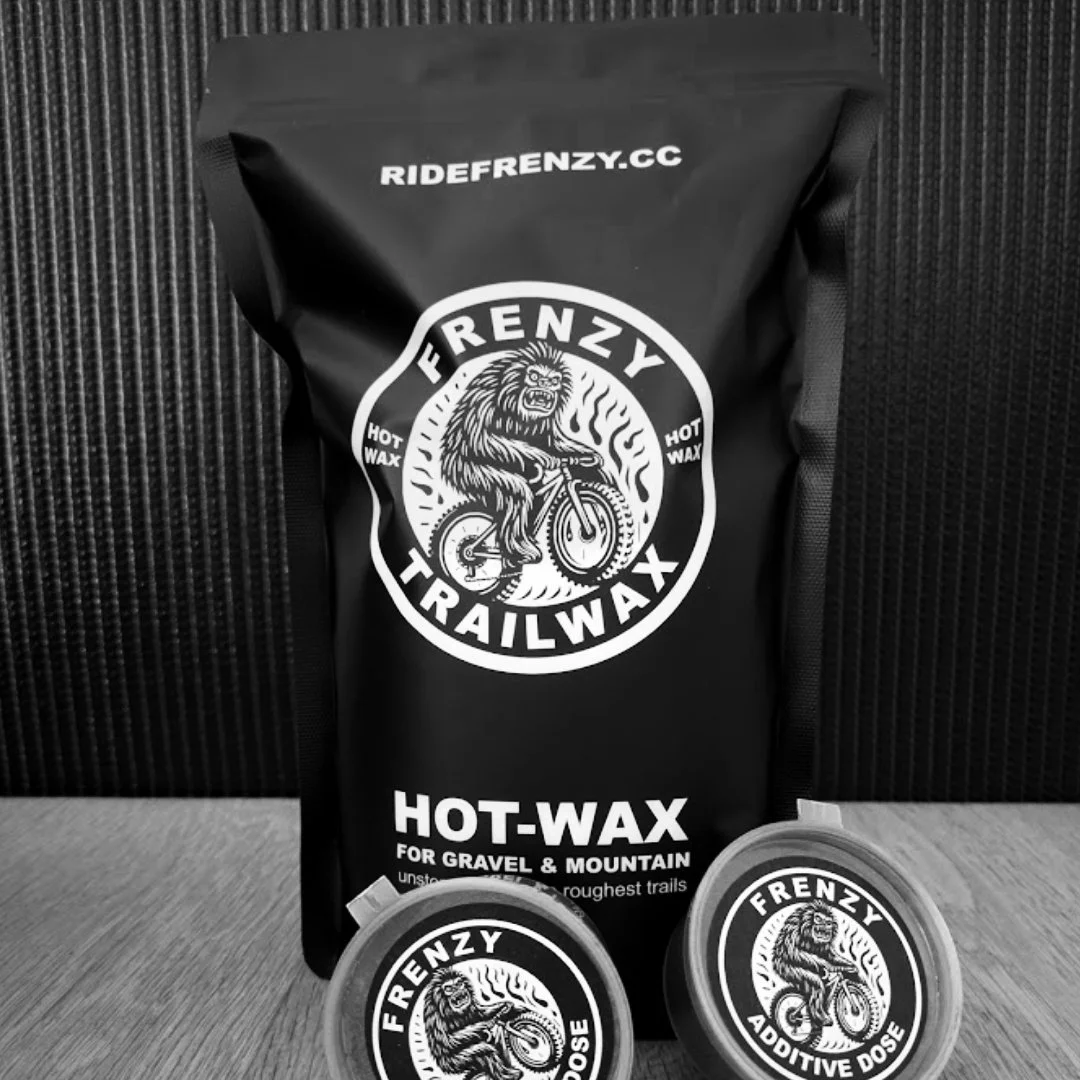 RIDEFRENZY.CC
FRENZY
HOT
WAX
HOT
WAX
TRAILWAX
HOT-WAX
FOR GRAVEL & MOUNTAIN
roughest trails
FRENZY
DOSE
FRENZY
ADDITIVE DOSE